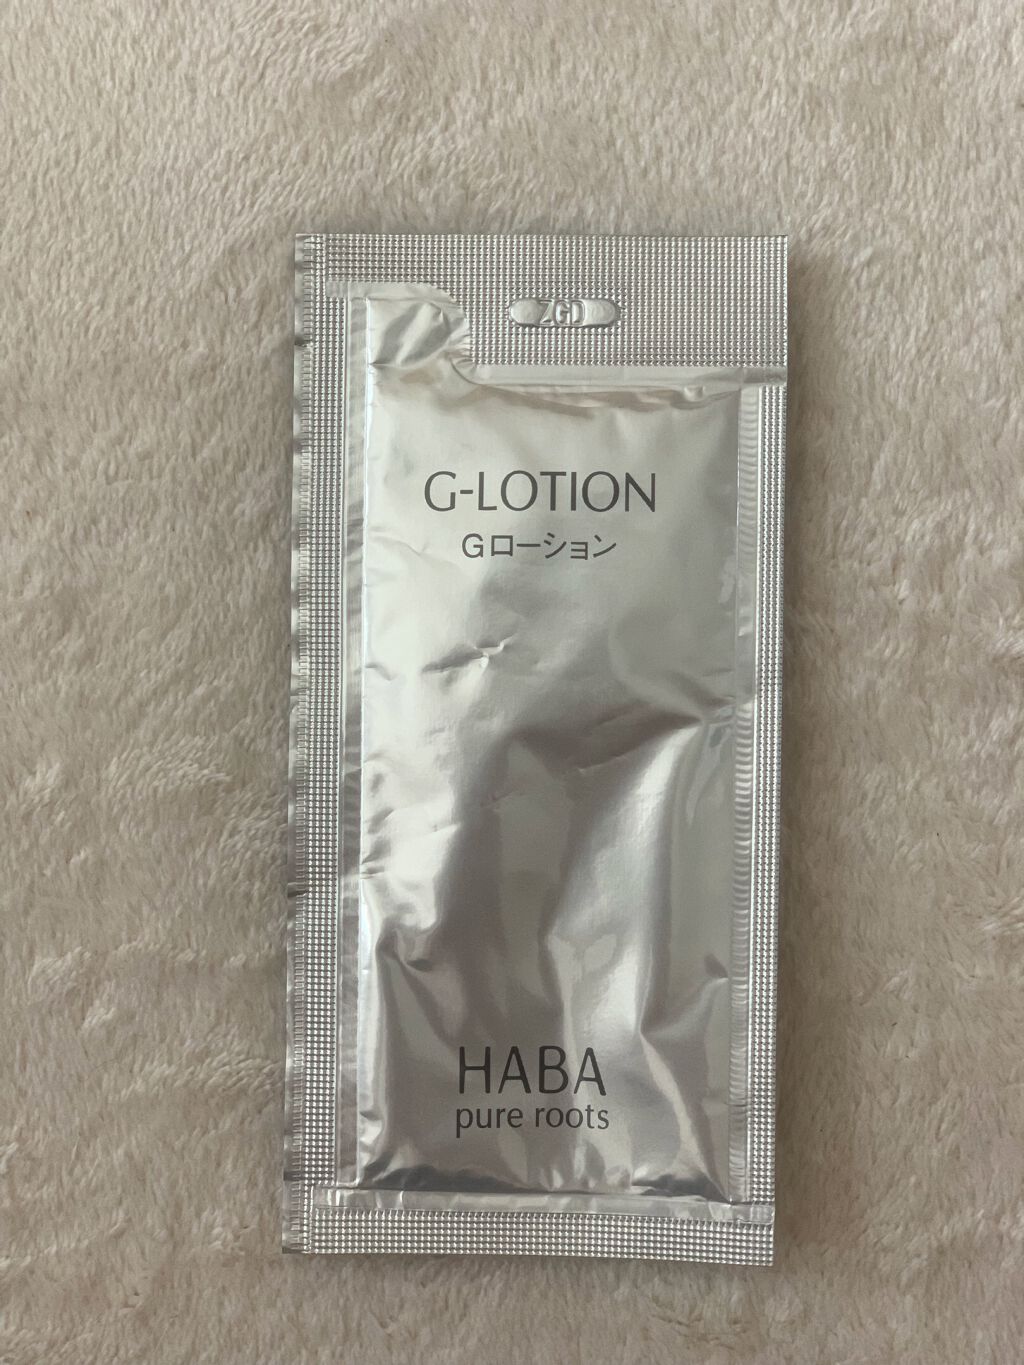 ZGD
G-LOTION
Gローション
HABA
pure roots